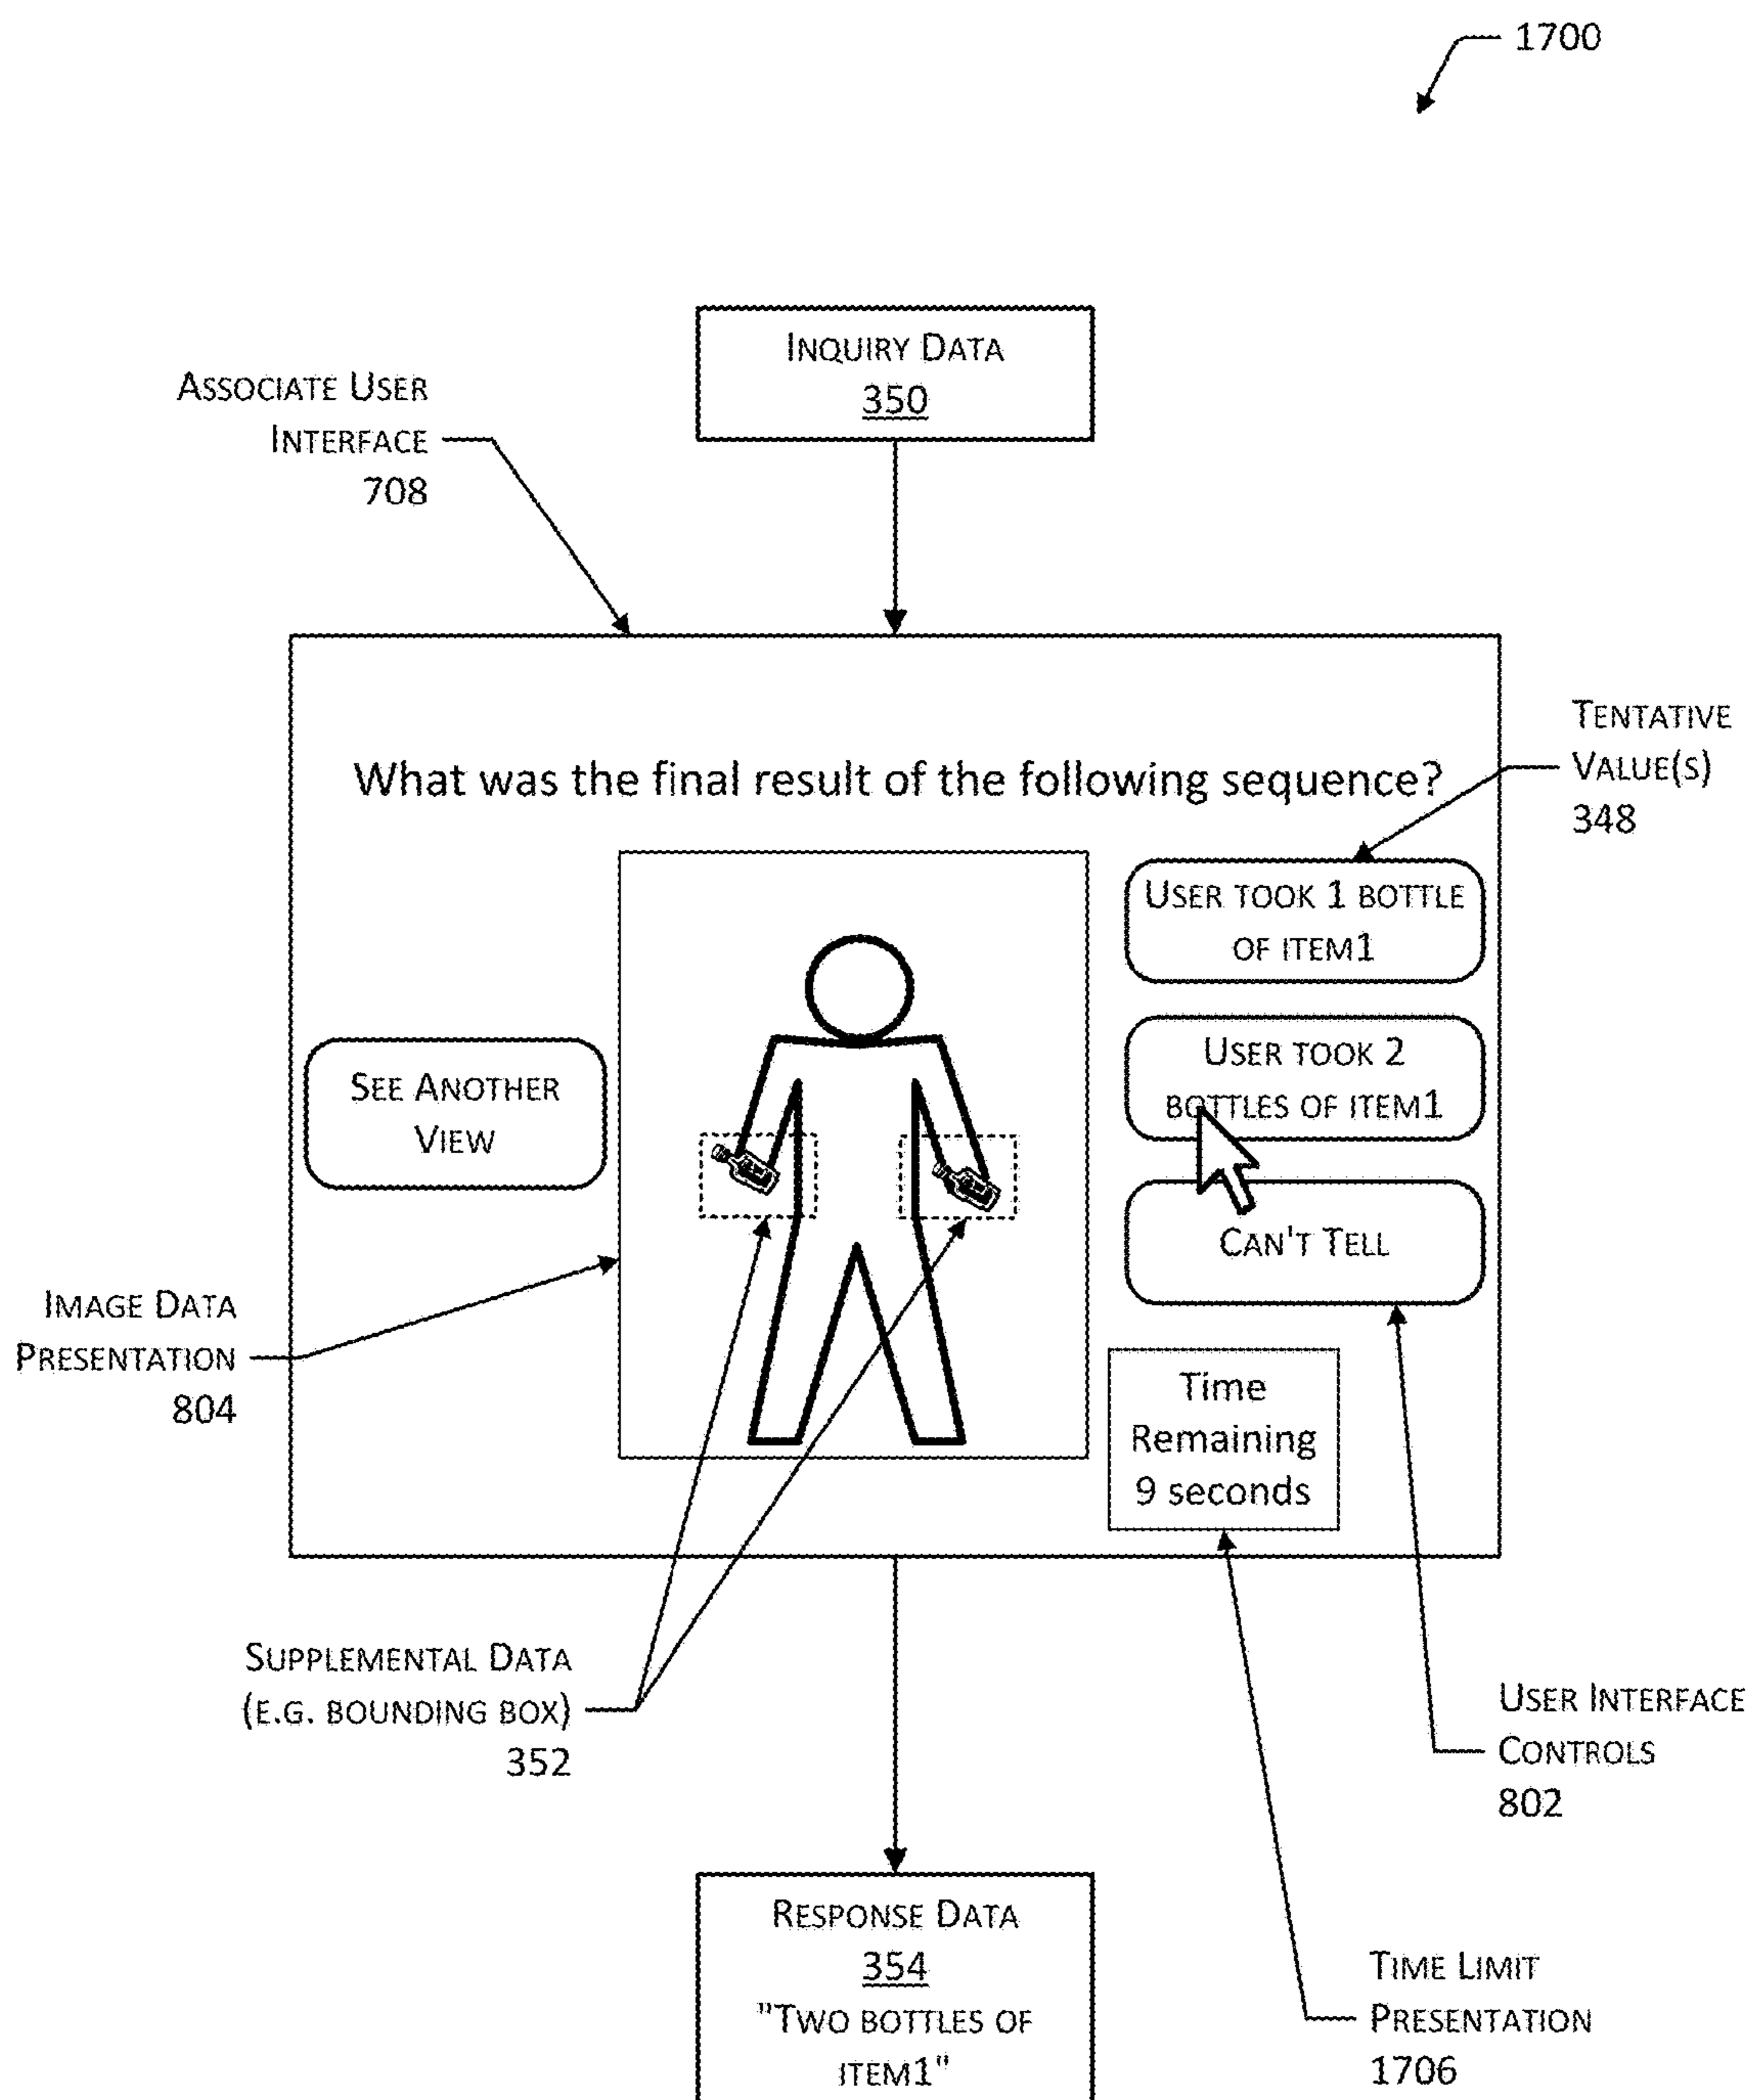 1700
INQUIRY DATA
350
ASSOCIATE USER
INTERFACE
708
What was the final result of the following sequence?
TENTATIVE
VALUE(S)
348
USER TOOK 1 BOTTLE
OF ITEM1
USER TOOK 2
BOTTLES OF ITEM1
CAN'T TELL
SEE ANOTHER
VIEW
IMAGE DATA
PRESENTATION
804
Time
Remaining
9 seconds
SUPPLEMENTAL DATA
(E.G. BOUNDING BOX)
352
USER INTERFACE
CONTROLS
802
RESPONSE DATA
354
"TWO BOTTLES OF
ITEM1"
TIME LIMIT
PRESENTATION
1706